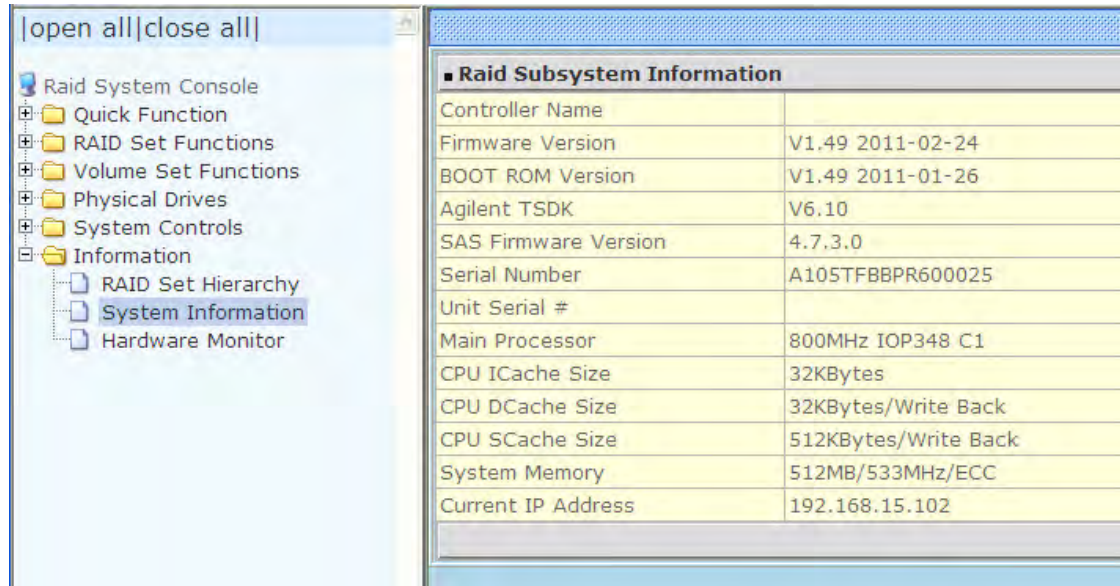 |open all|close all|
Raid System Console
Quick Function
RAID Set Functions
Volume Set Functions
Physical Drives
System Controls
Information
RAID Set Hierarchy
System Information
Hardware Monitor
Raid Subsystem Information
Controller Name
Firmware Version V1.49 2011-02-24
BOOT ROM Version V1.49 2011-01-26
Agilent TSDK V6.10
SAS Firmware Version 4.7.3.0
Serial Number A105TFBBPR600025
Unit Serial #
Main Processor 800MHz IOP348 C1
CPU ICache Size 32KBytes
CPU DCache Size 32KBytes/Write Back
CPU SCache Size 512KBytes/Write Back
System Memory 512MB/533MHz/ECC
Current IP Address 192.168.15.102